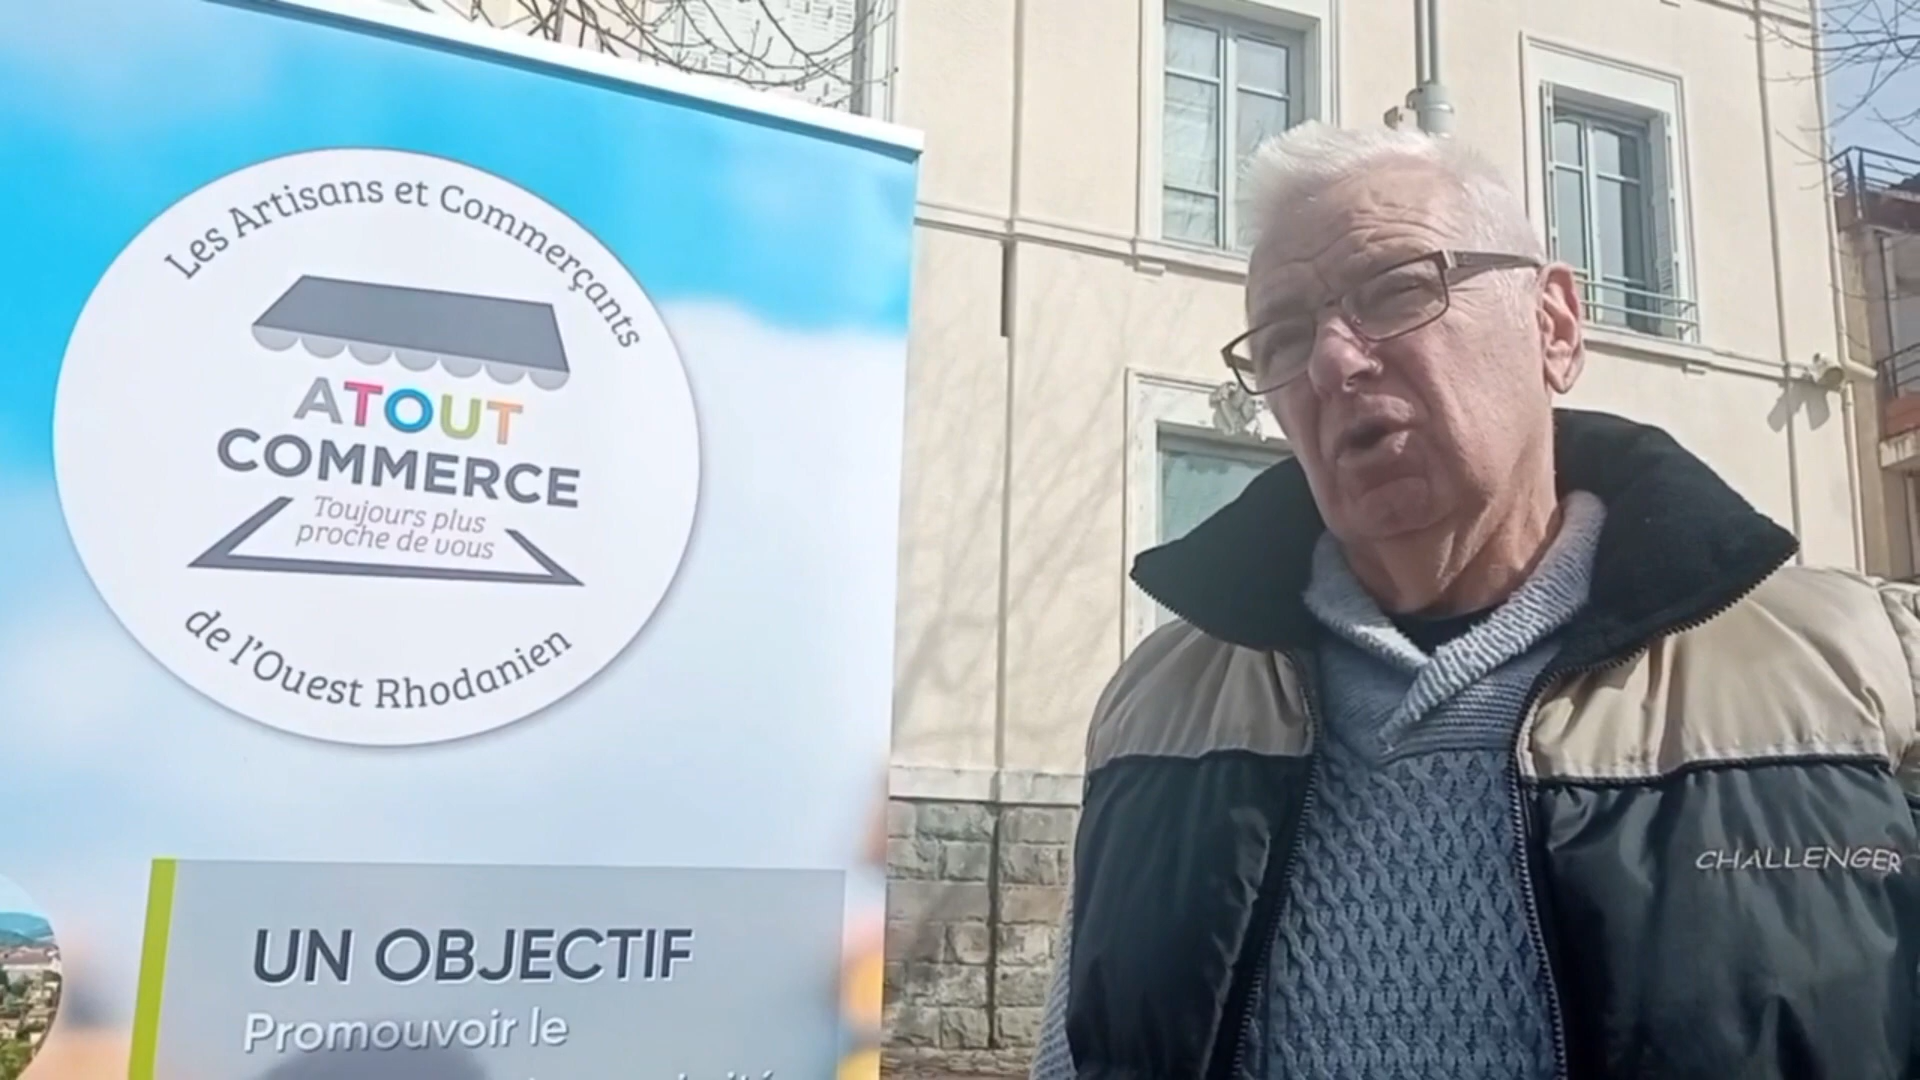 Les Artisans et Commerçants
ATOUT
COMMERCE
Toujours plus
proche de vous
de l'Ouest Rhodanien
UN OBJECTIF
Promouvoir le
CHALLENGER